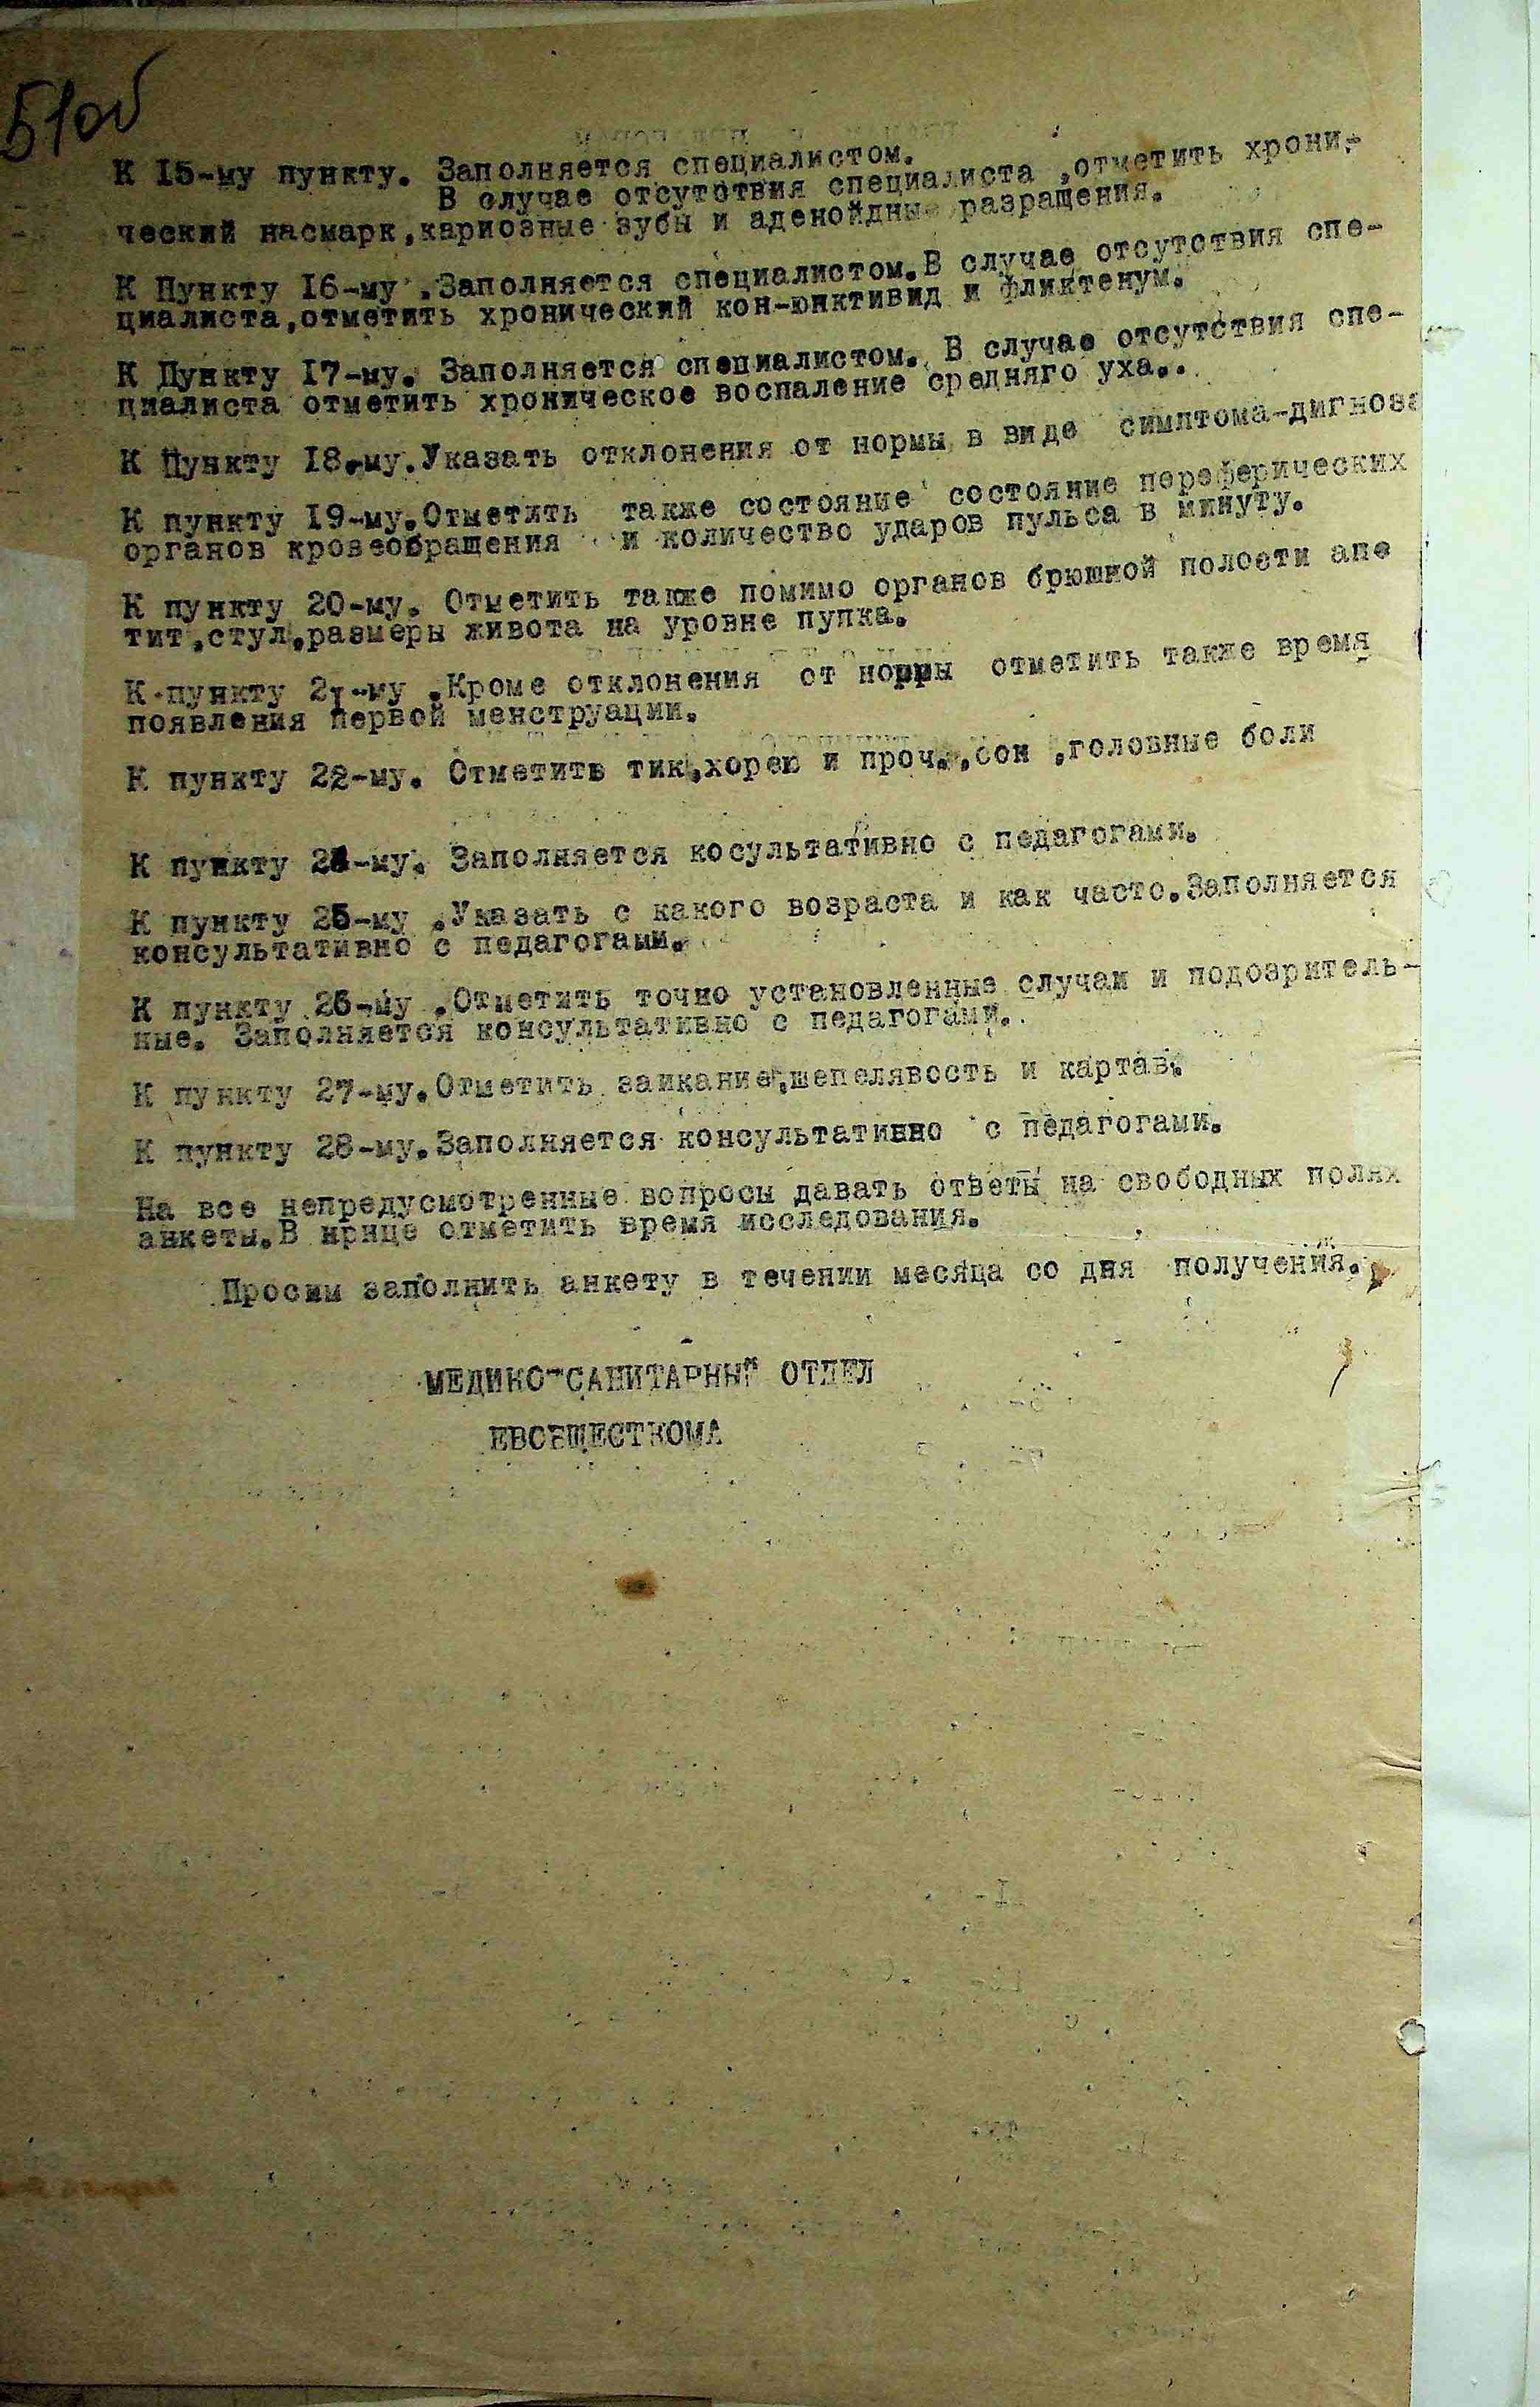 51об
К 15-му пункту. Заполняется специалистом.
В случае отсутствия специалиста ,отметить хрони-
ческий насмарк,кариозные зубы и аденойдные разращения.
К Пункту 16-му .Заполняется специалистом.В случае отсутствия спе-
циалиста,отметить хронический кон-юнктивид и фликтенум.
К Пункту 17-му. Заполняется специалистом. В случае отсутствия спе-
циалиста отметить хроническое воспаление средняго уха..
К Пункту 18-му.Указать отклонения от нормы в виде симптома-дигноза
К пункту 19-му.Отметить также состояние состояние переферических
органов кровеобращения и количество ударов пульса в минуту.
К пункту 20-му. Отметить также помимо органов брюшной полости апе
тит,стул,размеры живота на уровне пупка.
К пункту 21-му .Кроме отклонения от норры отметить также время
появления первой менструации.
К пункту 22-му. Отметить тик,хорею и проч.,сон ,головные боли
К пункту 24-му. Заполняется косультативно с педагогами.
К пункту 25-му .Указать с какого возраста и как часто.Заполняется
консультативно с педагогами.
К пункту 26-му .Отметить точно установленные случаи и подозритель-
ные. Заполняется консультативно с педагогами..
К пункту 27-му.Отметить заикание,шепелявость и картав.
К пункту 28-му.Заполняется консультативно с педагогами.
На все непредусмотренные вопросы давать ответы на свободных полях
анкеты.В нрнце отметить время исследования.
Просим заполнить анкету в течении месяца со дня получения.
МЕДИКО-САНИТАРНЫЙ ОТДЕЛ
ЕВОБЩЕСТКОМА